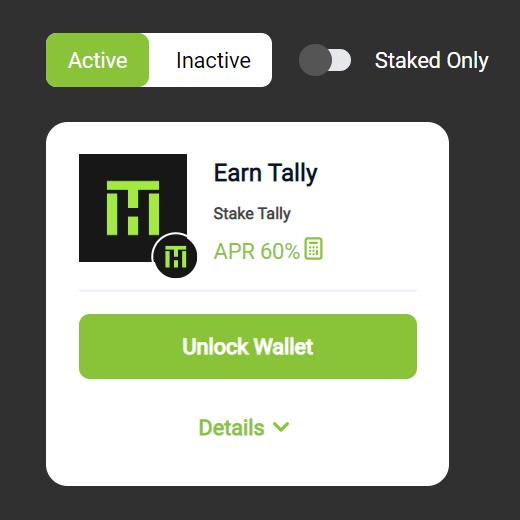 Active Inactive Staked Only
Earn Tally
Stake Tally
APR 60%
Unlock Wallet
Details